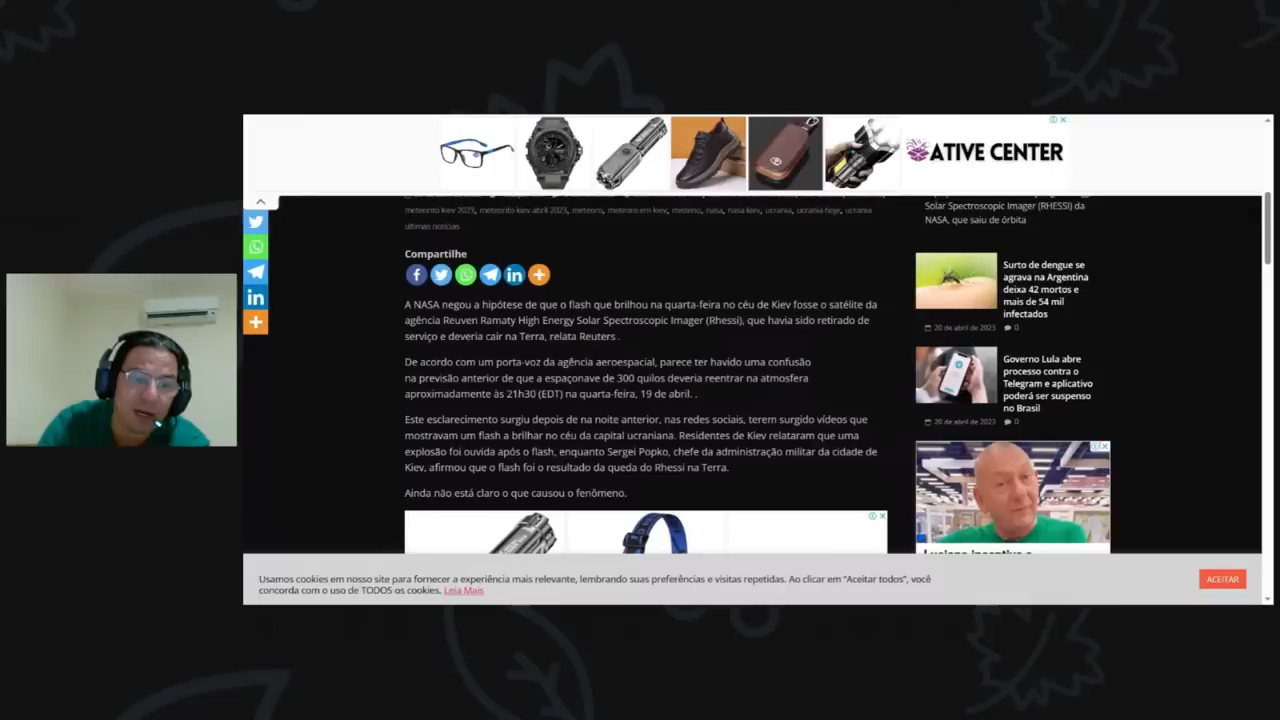 ATIVE CENTER
meteorito kiev 2023, meteorito kiev abril 2023, meteoro, meteoro em kiev, misterio, nasa, nasa kiev, ucrania, ucrania hoje, ucrania
ultimas noticias
Compartilhe
A NASA negou a hipótese de que o flash que brilhou na quarta-feira no céu de Kiev fosse o satélite da
agência Reuven Ramaty High Energy Solar Spectroscopic Imager (Rhessi), que havia sido retirado de
serviço e deveria cair na Terra, relata Reuters .
De acordo com um porta-voz da agência aeroespacial, parece ter havido uma confusão
na previsão anterior de que a espaçonave de 300 quilos deveria reentrar na atmosfera
aproximadamente às 21h30 (EDT) na quarta-feira, 19 de abril. .
Este esclarecimento surgiu depois de na noite anterior, nas redes sociais, terem surgido vídeos que
mostravam um flash a brilhar no céu da capital ucraniana. Residentes de Kiev relataram que uma
explosão foi ouvida após o flash, enquanto Sergei Popko, chefe da administração militar da cidade de
Kiev, afirmou que o flash foi o resultado da queda do Rhessi na Terra.
Ainda não está claro o que causou o fenômeno.
Solar Spectroscopic Imager (RHESSI) da
NASA, que saiu de órbita
Surto de dengue se
agrava na Argentina
deixa 42 mortos e
mais de 54 mil
infectados
20 de abril de 2023 0
Governo Lula abre
processo contra o
Telegram e aplicativo
poderá ser suspenso
no Brasil
20 de abril de 2023 0
Usamos cookies em nosso site para fornecer a experiência mais relevante, lembrando suas preferências e visitas repetidas. Ao clicar em “Aceitar todos”, você
concorda com o uso de TODOS os cookies. Leia Mais
ACEITAR